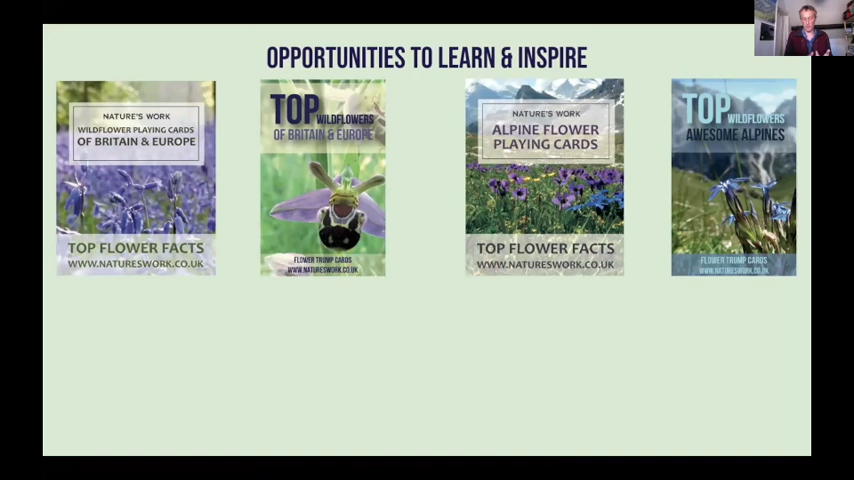 OPPORTUNITIES TO LEARN & INSPIRE
NATURE'S WORK
WILDFLOWER PLAYING CARDS
OF BRITAIN & EUROPE
TOP FLOWER FACTS
WWW.NATURESWORK.CO.UK
TOP WILDFLOWERS
OF BRITAIN & EUROPE
FLOWER TRUMP CARDS
WWW.NATURESWORK.CO.UK
NATURE'S WORK
ALPINE FLOWER
PLAYING CARDS
TOP FLOWER FACTS
WWW.NATURESWORK.CO.UK
TOP WILDFLOWERS
AWESOME ALPINES
FLOWER TRUMP CARDS
WWW.NATURESWORK.CO.UK